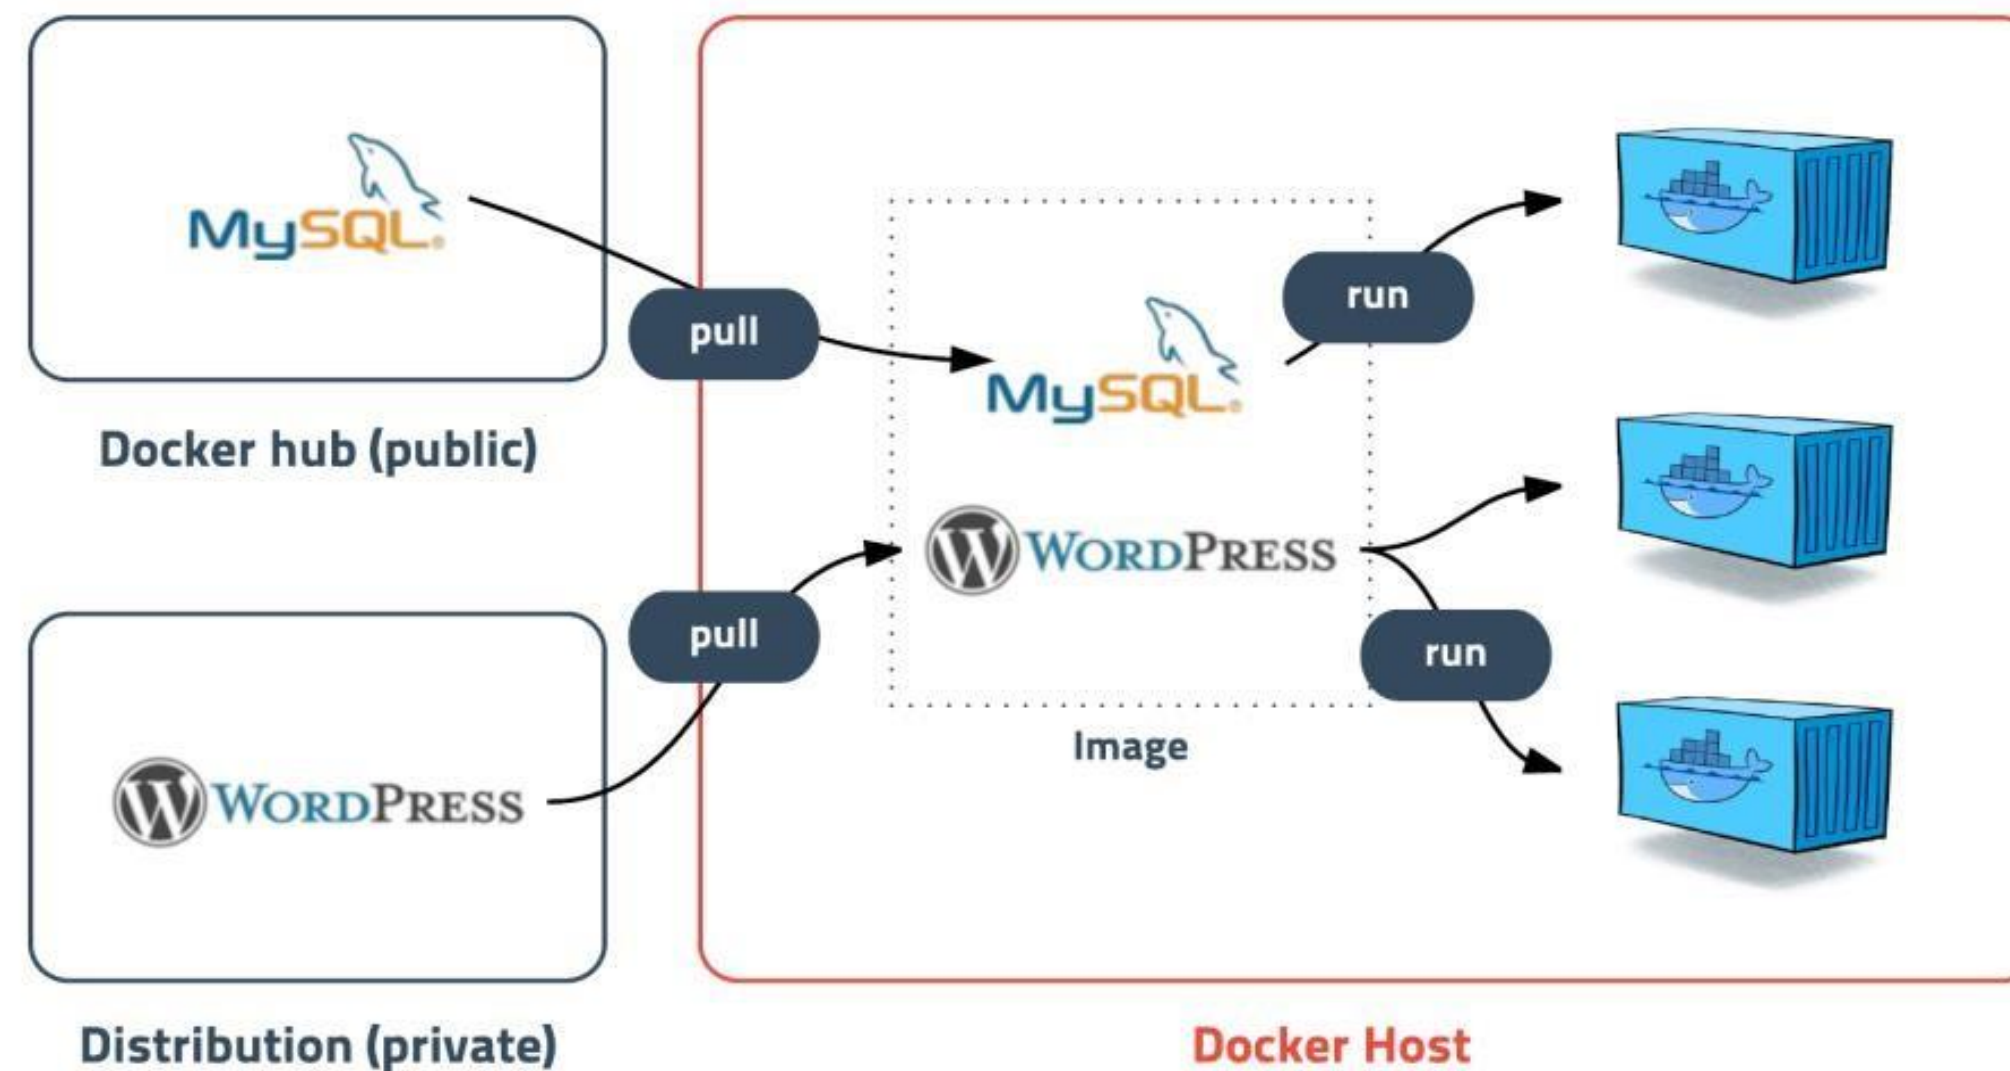 MySQL®
Docker hub (public)
pull
MySQL®
run
pull
WORDPRESS
run
Image
WORDPRESS
Distribution (private)
Docker Host